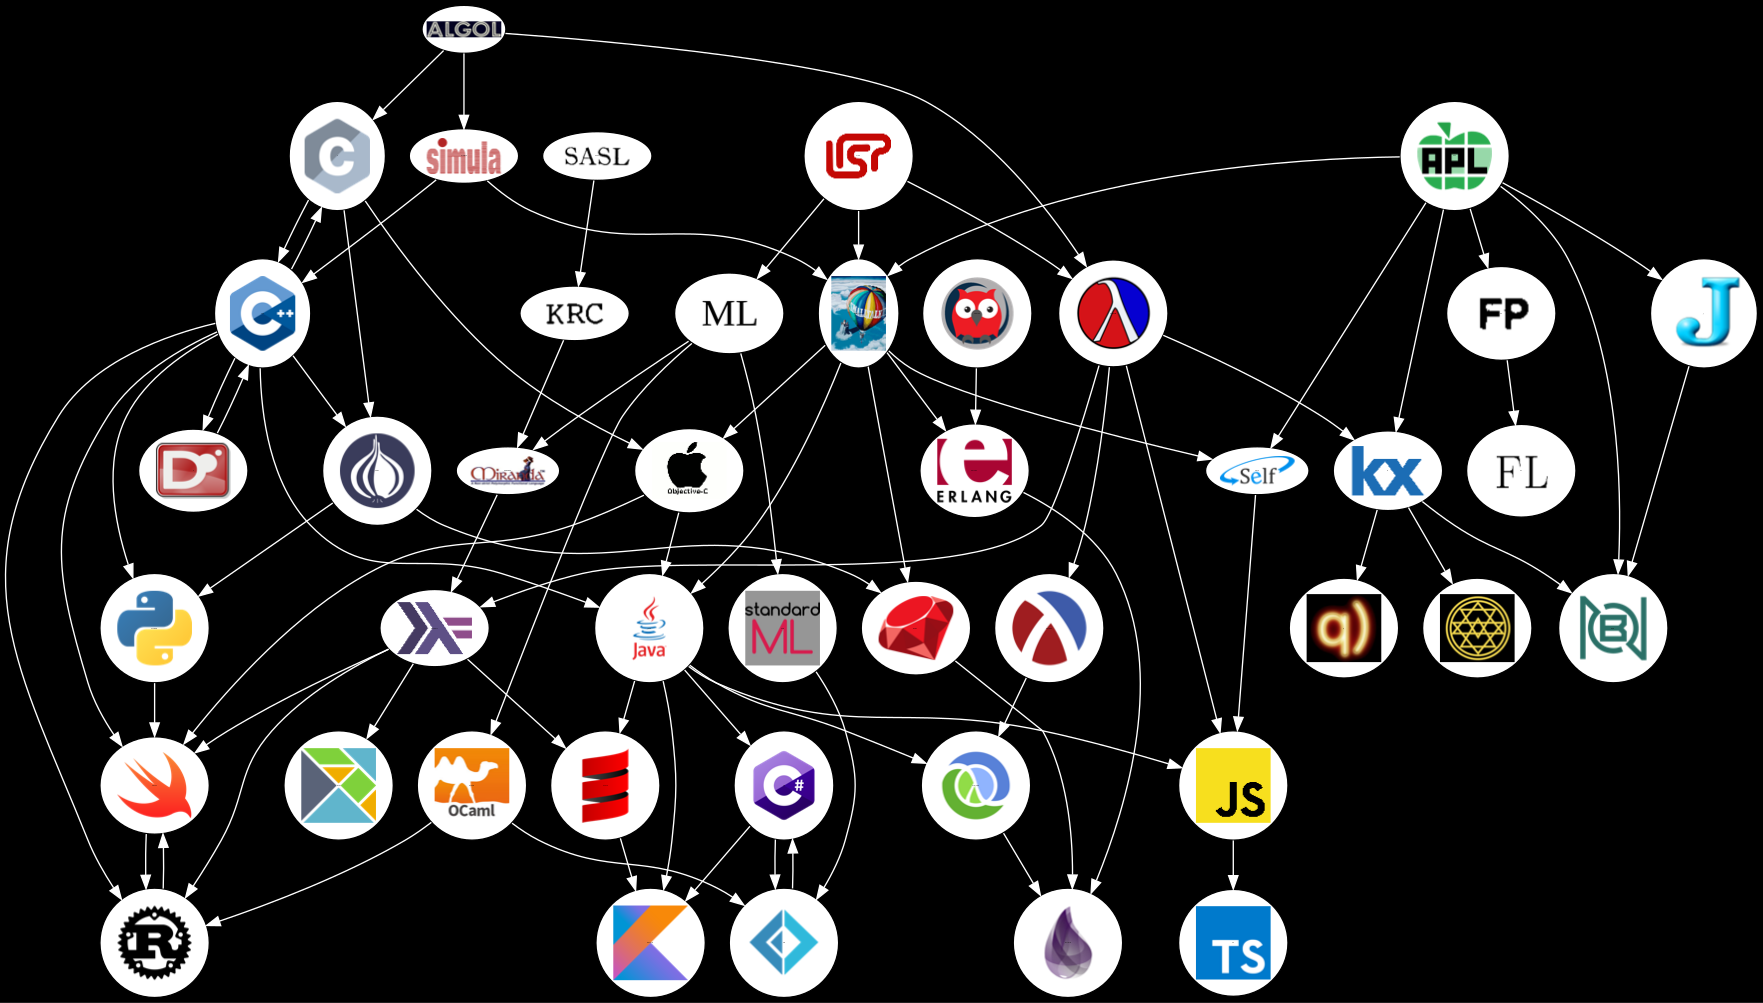 ALGOL
C
simula
SASL
LISP
APL
C++
KRC
ML
FP
J
D
Miranda
Objective-C
e
ERLANG
Self
kx
FL
Java
standard
ML
q)
B
OCaml
C#
JS
R
K
TS